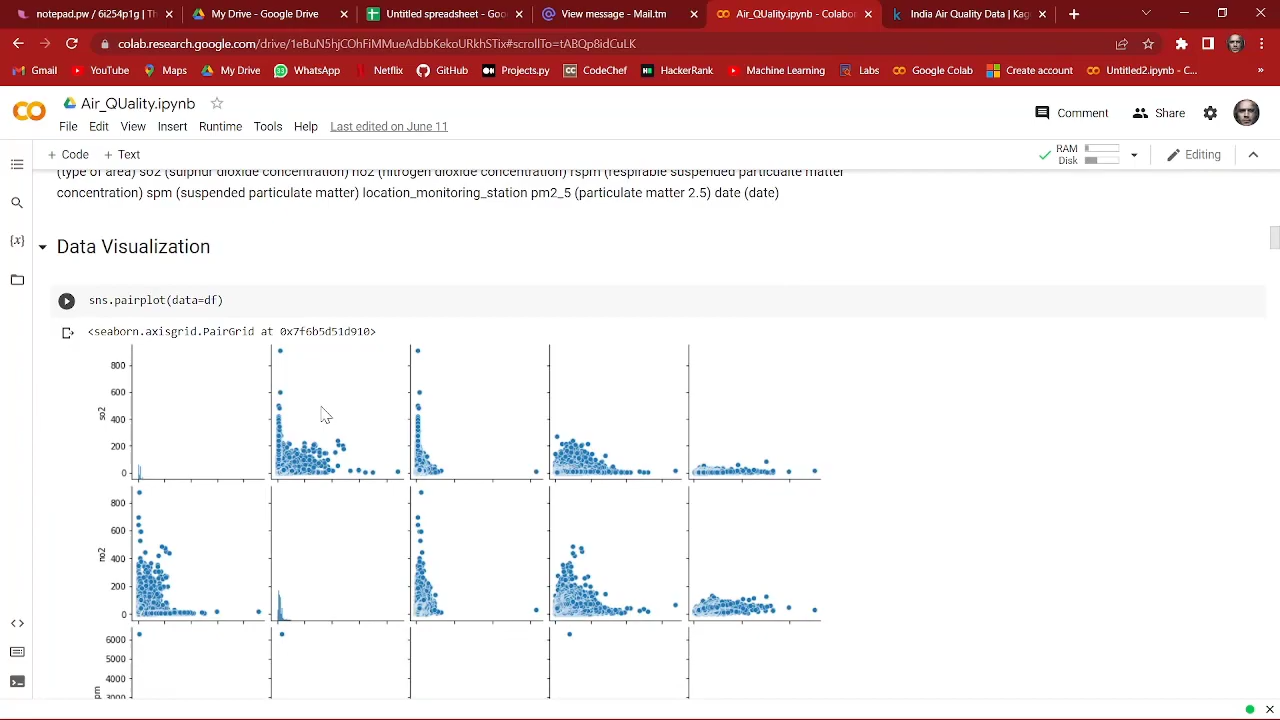 notepad.pw / 6i254p1g | Th
My Drive - Google Drive
Untitled spreadsheet - Goo
View message - Mail.tm
Air_QUality.ipynb - Colabo
India Air Quality Data | Kag
colab.research.google.com/drive/1eBuN5hjCOhFiMMueAdbbKekoURkhSTix#scrollTo=tABQp8idCuLK
Gmail YouTube Maps My Drive WhatsApp Netflix GitHub Projects.py CodeChef HackerRank Machine Learning Labs Google Colab Create account Untitled2.ipynb - C... »
CO Air_QUality.ipynb
Comment Share
File Edit View Insert Runtime Tools Help Last edited on June 11
+ Code + Text
RAM
Disk
Editing
(type of area) so2 (sulphur dioxide concentration) no2 (nitrogen dioxide concentration) rspm (respirable suspended particualte matter
concentration) spm (suspended particulate matter) location_monitoring_station pm2_5 (particulate matter 2.5) date (date)
{x}
Data Visualization
sns.pairplot(data=df)
<seaborn.axisgrid.PairGrid at 0x7f6b5d51d910>
800
600
so2
400
200
0
800
600
no2
400
200
0
6000
5000
4000
3000